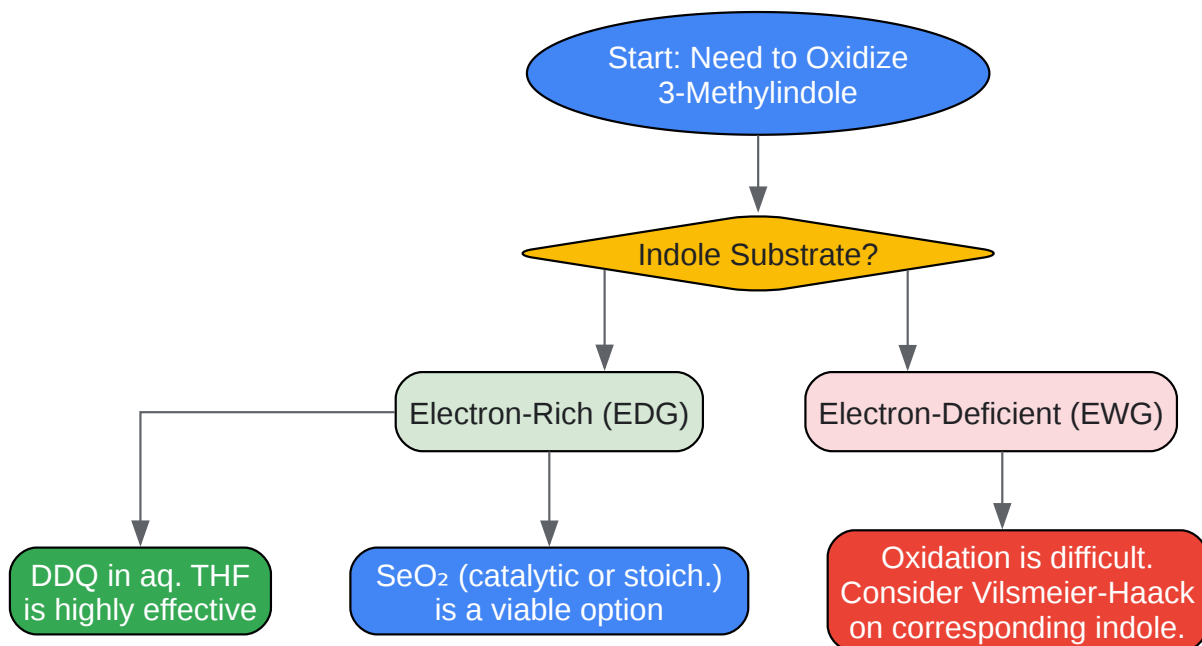 Start: Need to Oxidize
3-Methylindole
Indole Substrate?
Electron-Rich (EDG)
Electron-Deficient (EWG)
DDQ in aq. THF
is highly effective
SeO₂ (catalytic or stoich.)
is a viable option
Oxidation is difficult.
Consider Vilsmeier-Haack
on corresponding indole.